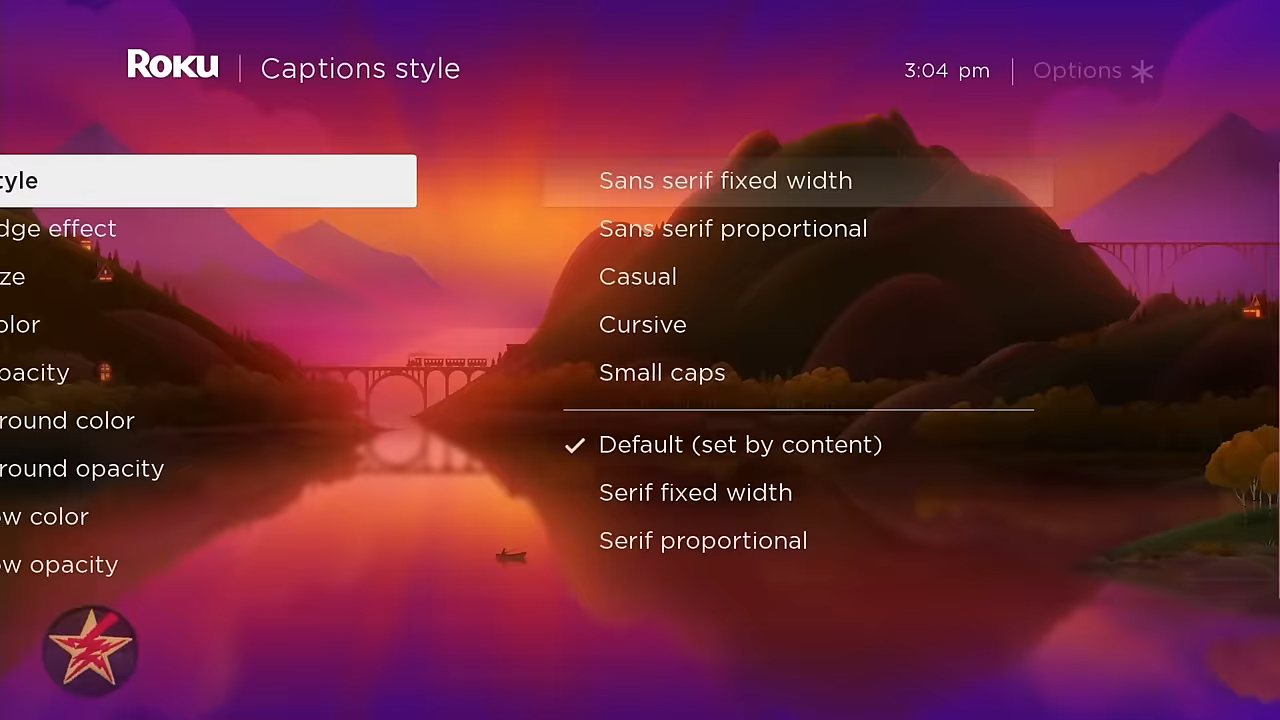 Roku | Captions style
3:04 pm | Options
tyle
dge effect
ze
olor
pacity
round color
round opacity
ow color
ow opacity
Sans serif fixed width
Sans serif proportional
Casual
Cursive
Small caps
Default (set by content)
Serif fixed width
Serif proportional